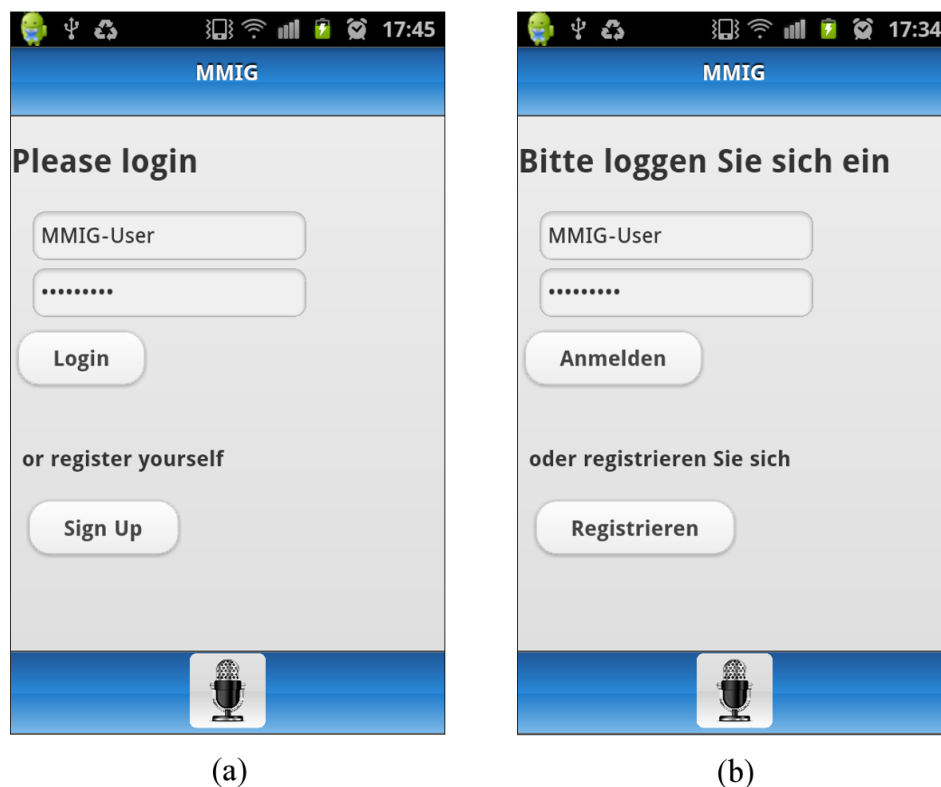 17:45
MMIG
Please login
MMIG-User
•••••••••
Login
or register yourself
Sign Up
(a)
17:34
MMIG
Bitte loggen Sie sich ein
MMIG-User
•••••••••
Anmelden
oder registrieren Sie sich
Registrieren
(b)